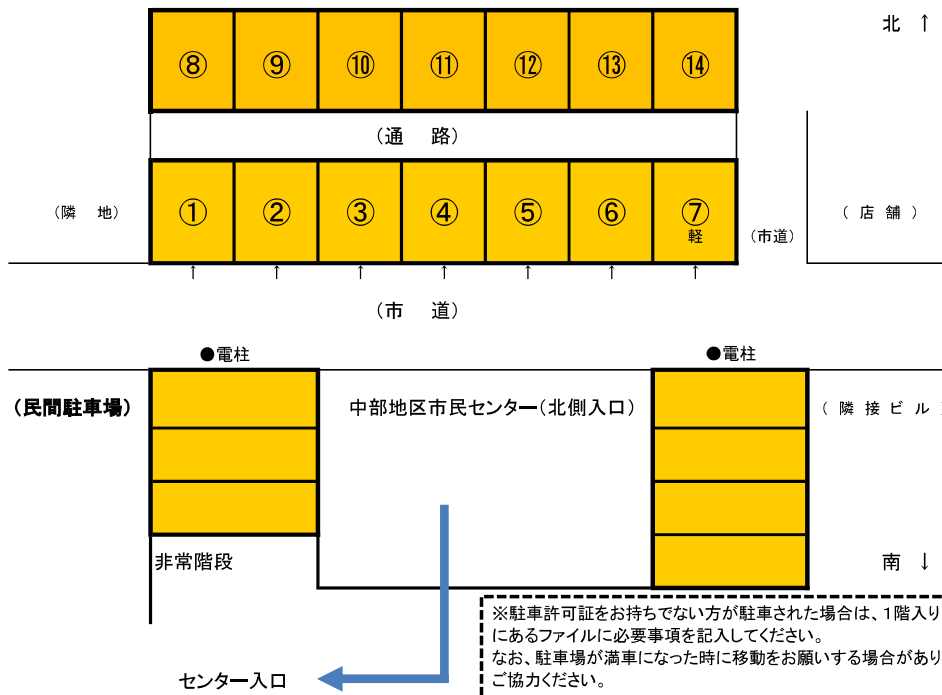 北 ↑
⑧ ⑨ ⑩ ⑪ ⑫ ⑬ ⑭
(通 路)
(隣 地) ① ② ③ ④ ⑤ ⑥ ⑦ (市道) (店舗)
軽
↑ ↑ ↑ ↑ ↑ ↑ ↑
(市 道)
●電柱 ●電柱
(民間駐車場) 中部地区市民センター(北側入口) (隣接ビル)
非常階段 南 ↓
※駐車許可証をお持ちでない方が駐車された場合は、1階入り
にあるファイルに必要事項を記入してください。
なお、駐車場が満車になった時に移動をお願いする場合があり
ご協力ください。
センター入口